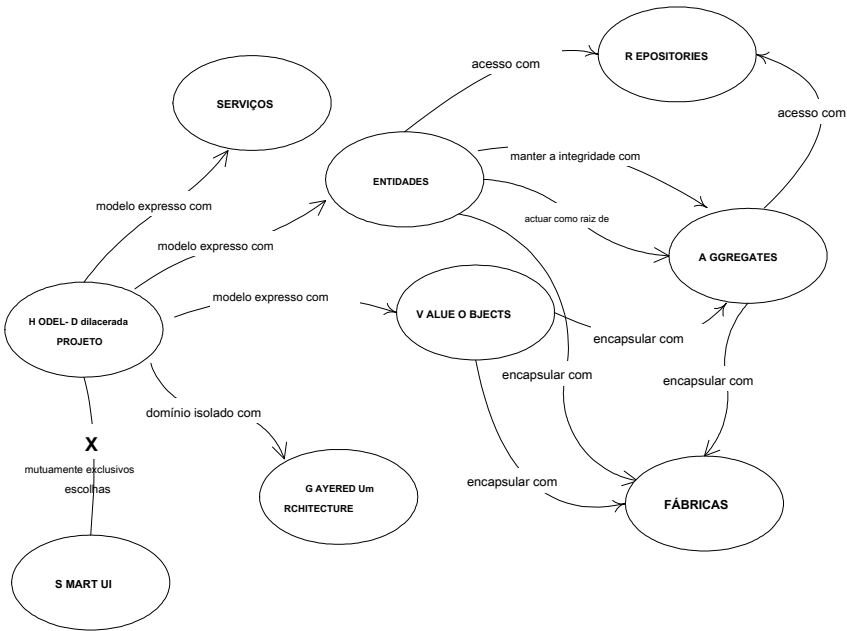 R EPOSITORIES
acesso com
SERVIÇOS
acesso com
manter a integridade com
ENTIDADES
modelo expresso com
actuar como raiz de
modelo expresso com
A GGREGATES
modelo expresso com
V ALUE O BJECTS
H ODEL- D dilacerada
PROJETO
encapsular com
encapsular com
encapsular com
domínio isolado com
X
mutuamente exclusivos
escolhas
encapsular com
G AYERED Um
RCHITECTURE
FÁBRICAS
S MART UI